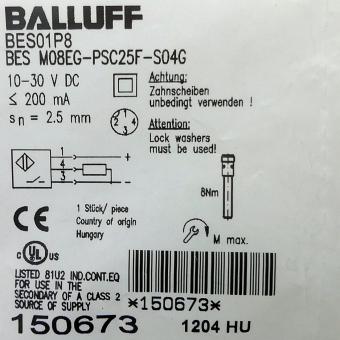 BALLUFF
BES01P8
BES M08EG-PSC25F-S04G
10-30 V DC
≤ 200 mA
sn = 2.5 mm
Achtung:
Zahnscheiben
unbedingt verwenden !
Attention:
Lock washers
must be used!
1 +
4
3 -
8Nm
CE
1 Stück/ piece
Country of origin
Hungary
M max.
c UL us
LISTED 81U2 IND.CONT.EQ
FOR USE IN THE
SECONDARY OF A CLASS 2
SOURCE OF SUPPLY
*150673*
150673
1204 HU